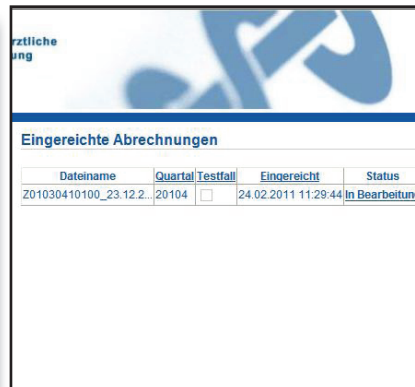 rztliche
ung
Eingereichte Abrechnungen
Dateiname Quartal Testfall Eingereicht Status
Z01030410100_23.12.2... 20104 24.02.2011 11:29:44 In Bearbeitung